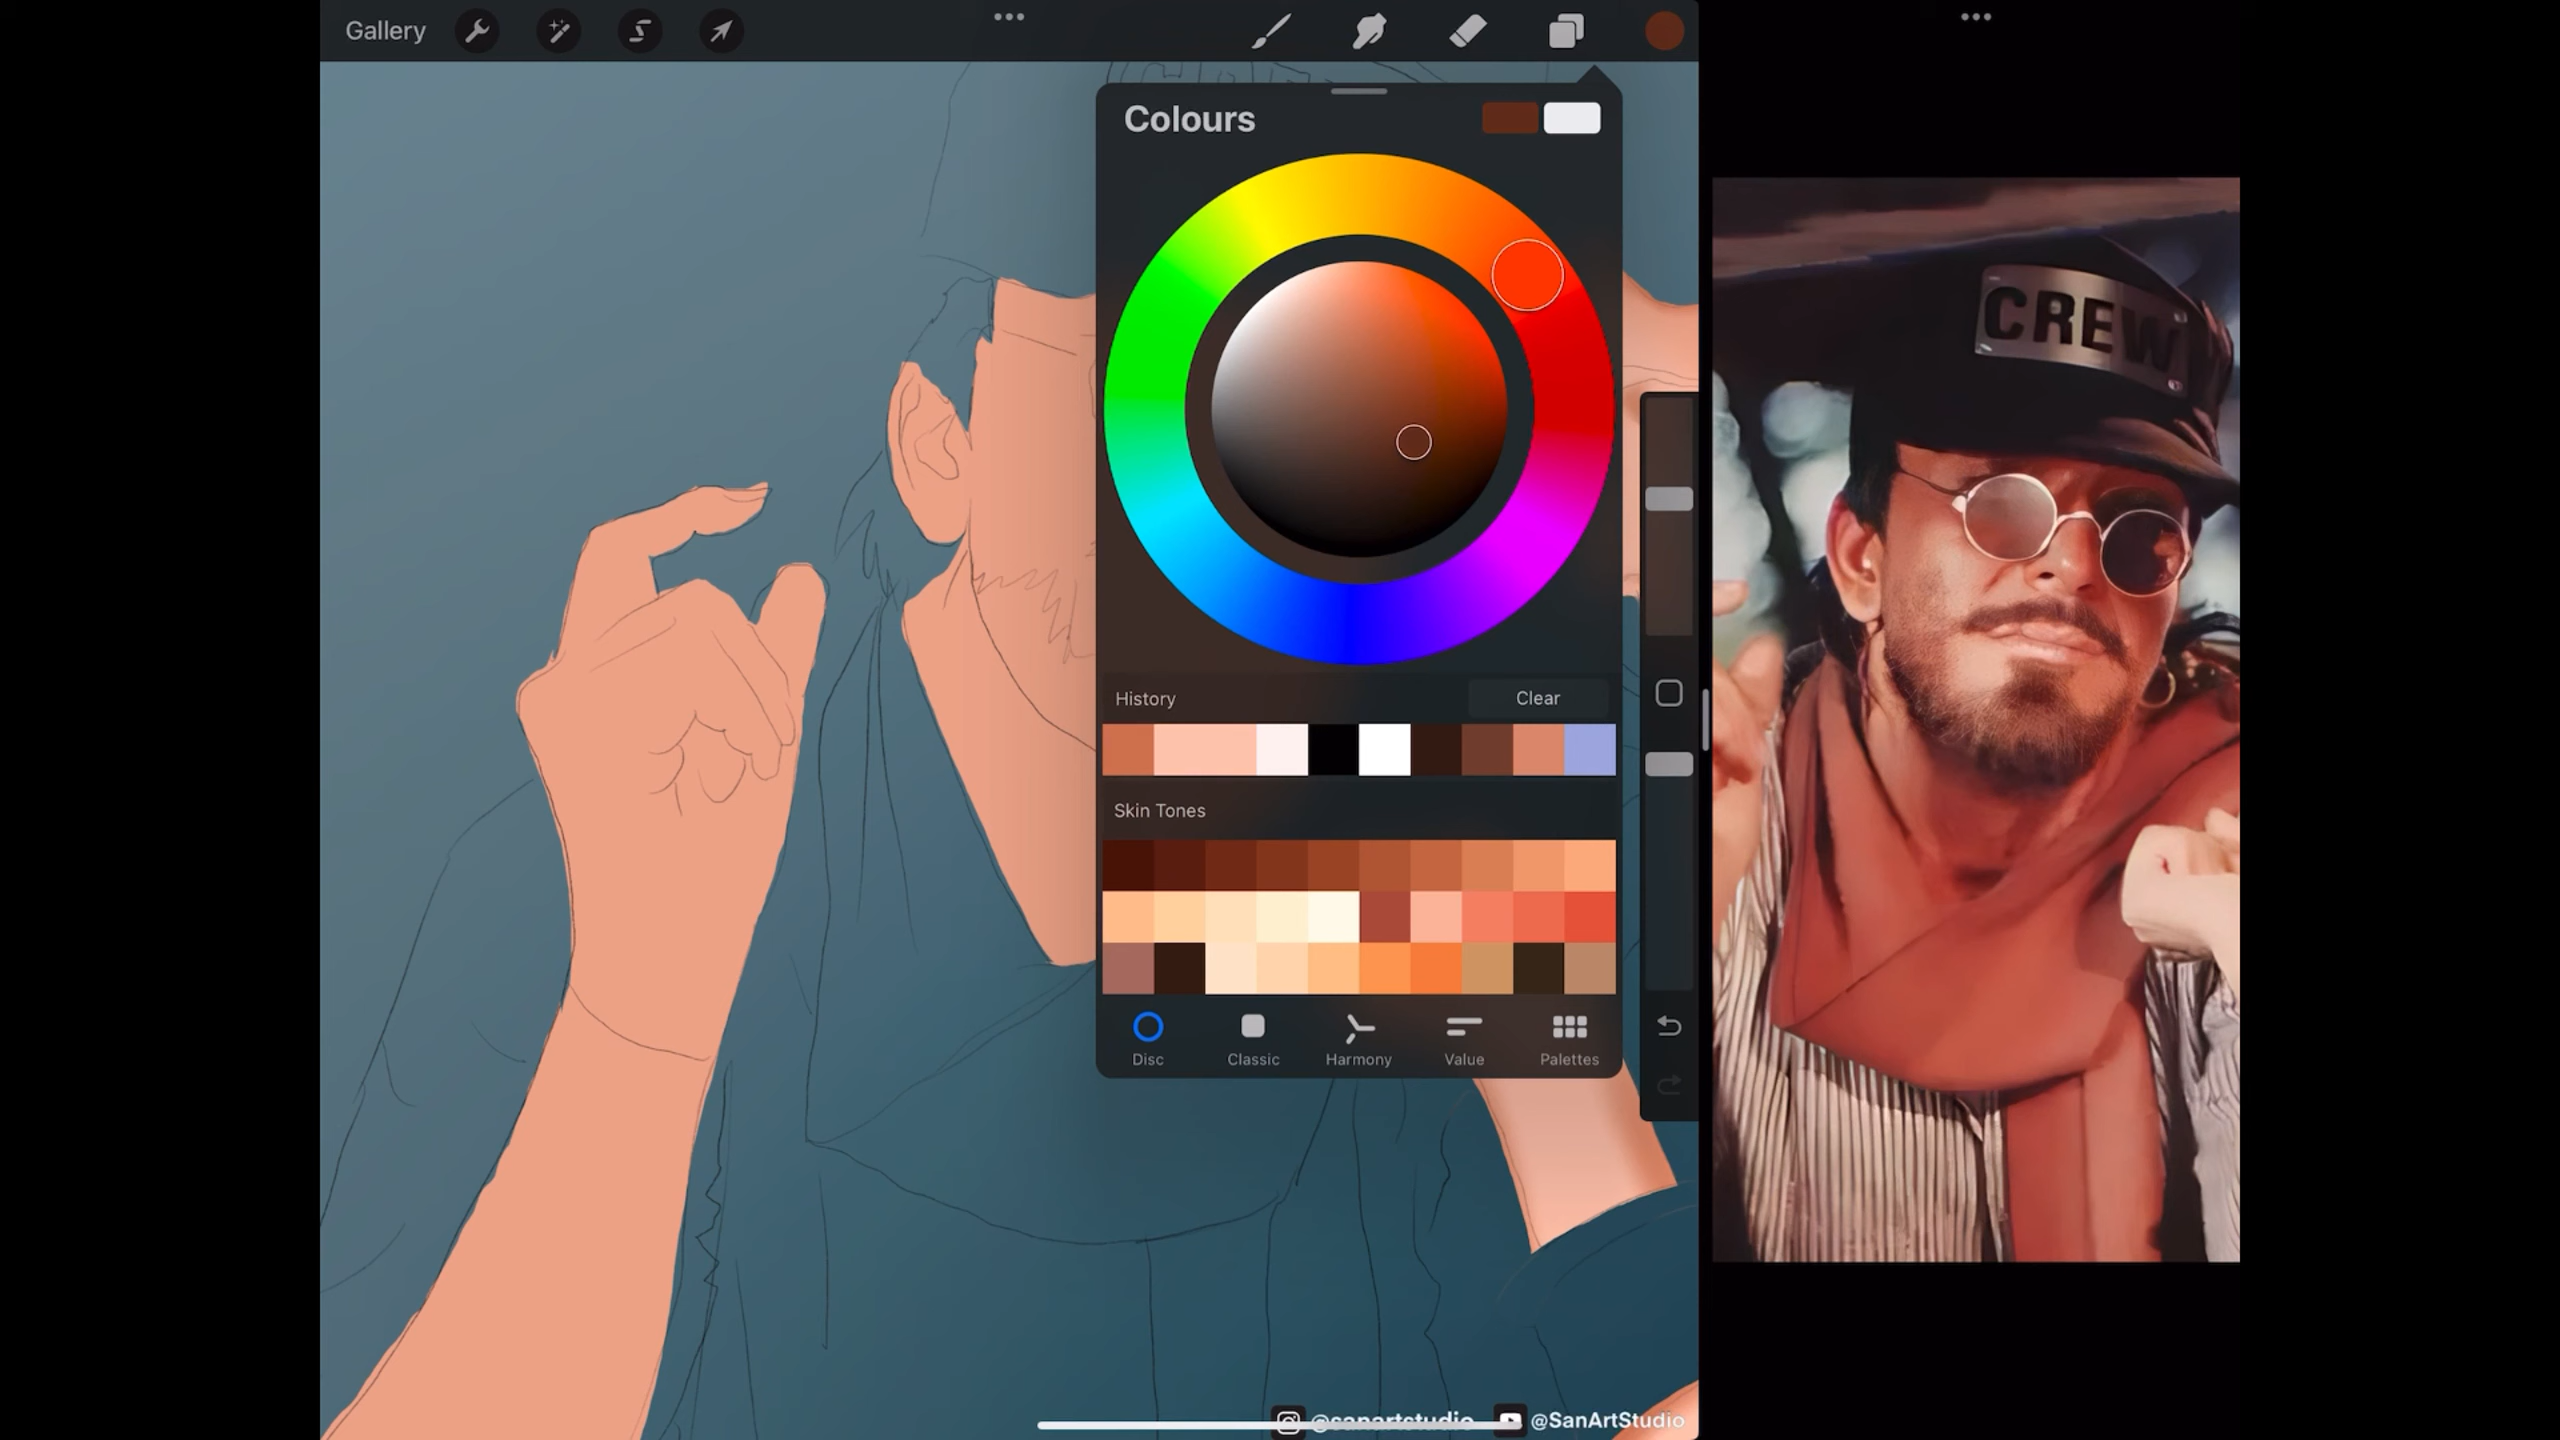 Gallery
Colours
History
Clear
Skin Tones
Disc
Classic
Harmony
Value
Palettes
@sanartstudio
@SanArtStudio
CREW